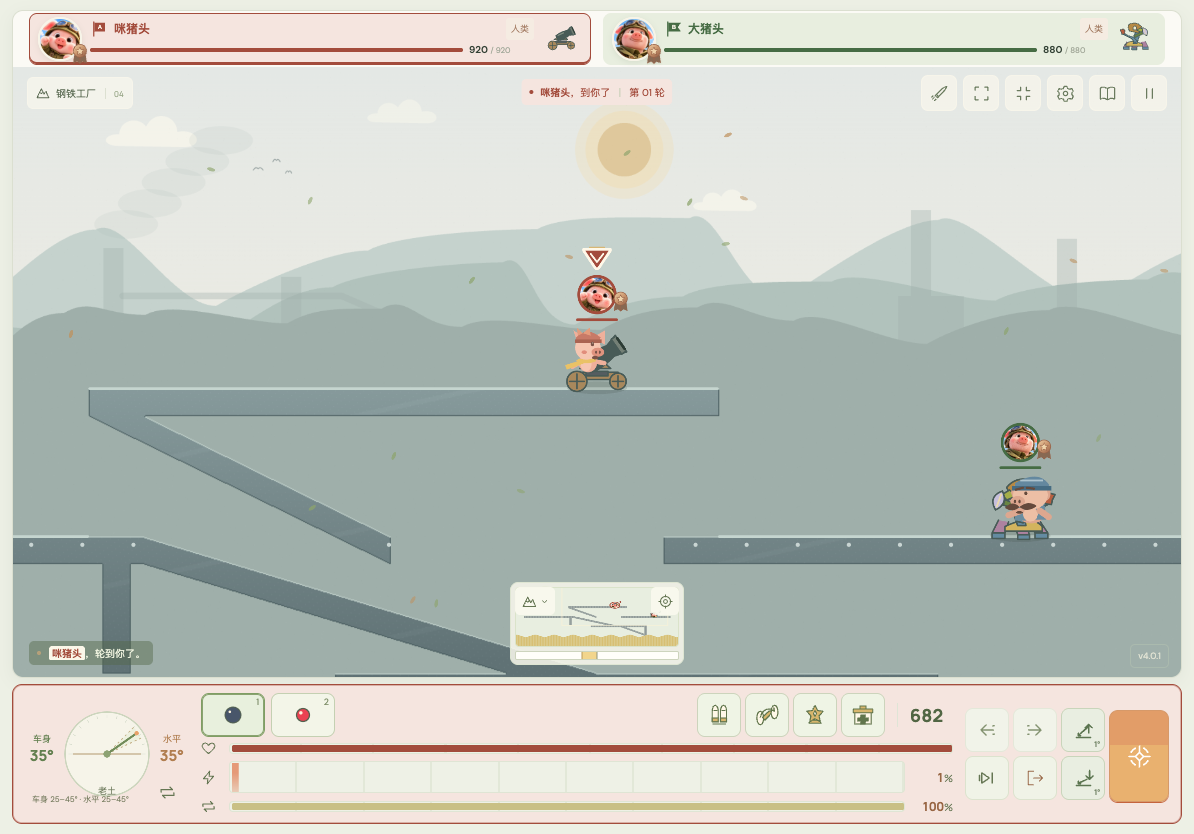 A 咪猪头 人类
920 / 920
B 大猪头 人类
880 / 880
钢铁工厂 04
咪猪头，到你了 第 01 轮
咪猪头，轮到你了。
v4.0.1
1
2
682
车身
35°
水平
35°
老土
车身 25–45° · 水平 25–45°
1%
100%
1°
1°